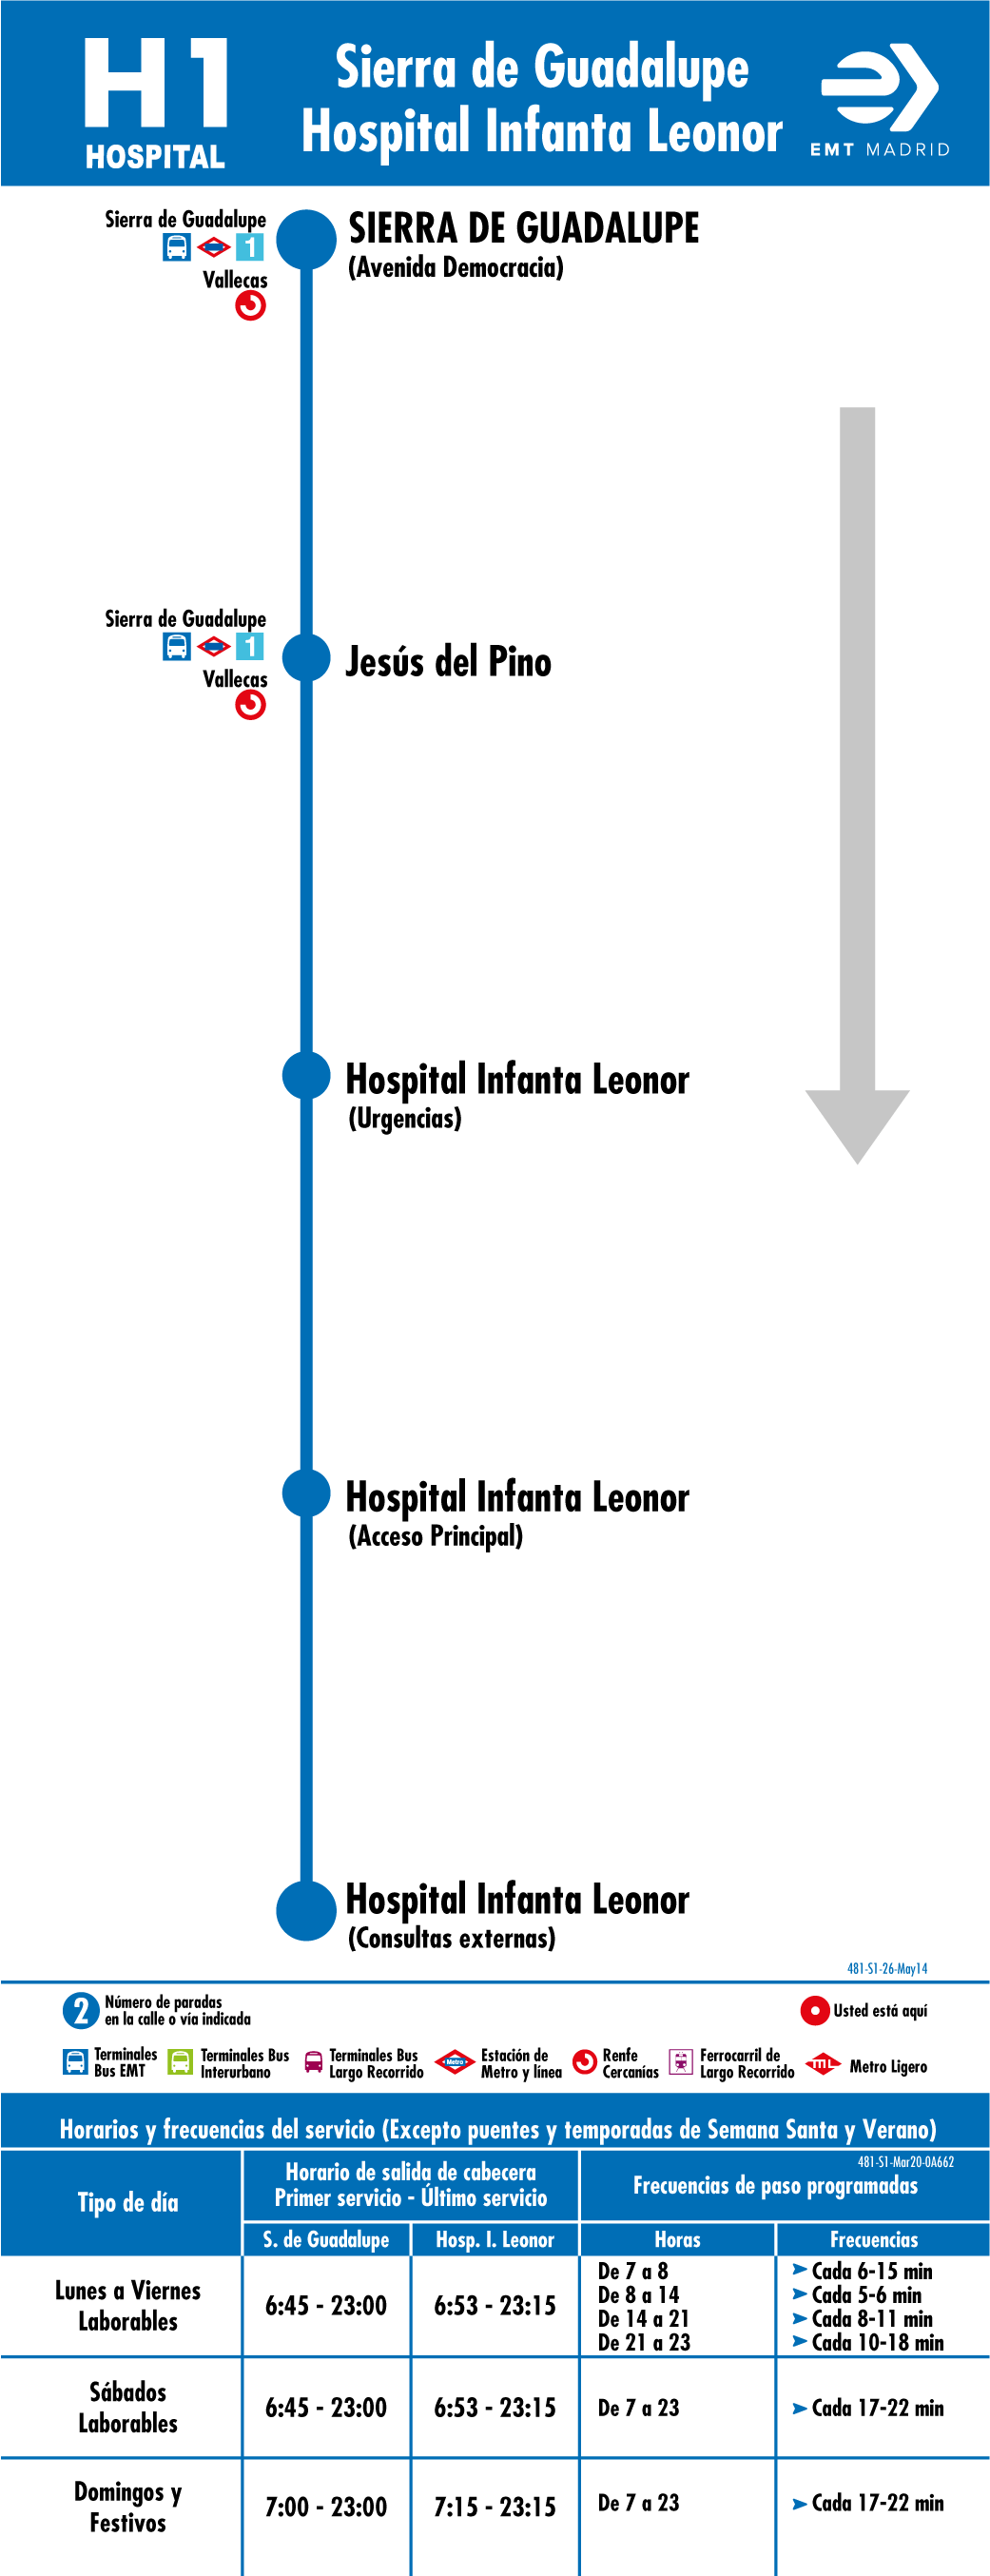 H1
HOSPITAL
Sierra de Guadalupe
Hospital Infanta Leonor
EMT MADRID
Sierra de Guadalupe
1
Vallecas
SIERRA DE GUADALUPE
(Avenida Democracia)
Sierra de Guadalupe
1
Vallecas
Jesús del Pino
Hospital Infanta Leonor
(Urgencias)
Hospital Infanta Leonor
(Acceso Principal)
Hospital Infanta Leonor
(Consultas externas)
481-S1-26-May14
2
Número de paradas
en la calle o vía indicada
Usted está aquí
Terminales
Bus EMT
Terminales Bus
Interurbano
Terminales Bus
Largo Recorrido
Metro
Estación de
Metro y línea
Renfe
Cercanías
Ferrocarril de
Largo Recorrido
ML
Metro Ligero
Horarios y frecuencias del servicio (Excepto puentes y temporadas de Semana Santa y Verano)
481-S1-Mar20-0A662
Tipo de día
Horario de salida de cabecera
Primer servicio - Último servicio
Frecuencias de paso programadas
S. de Guadalupe
Hosp. I. Leonor
Horas
Frecuencias
Lunes a Viernes
Laborables
6:45 - 23:00
6:53 - 23:15
De 7 a 8
Cada 6-15 min
De 8 a 14
Cada 5-6 min
De 14 a 21
Cada 8-11 min
De 21 a 23
Cada 10-18 min
Sábados
Laborables
6:45 - 23:00
6:53 - 23:15
De 7 a 23
Cada 17-22 min
Domingos y
Festivos
7:00 - 23:00
7:15 - 23:15
De 7 a 23
Cada 17-22 min